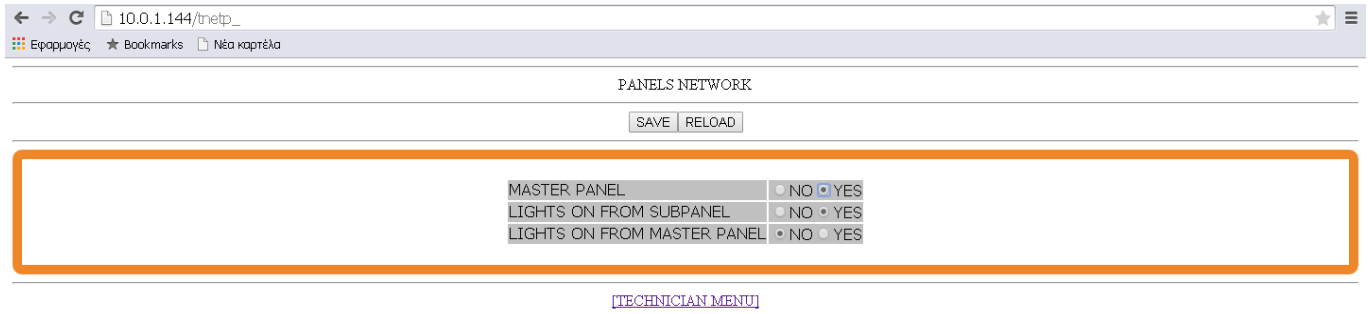 10.0.1.144/tnetp_
Εφαρμογές Bookmarks Νέα καρτέλα
PANELS NETWORK
SAVE RELOAD
MASTER PANEL NO YES
LIGHTS ON FROM SUBPANEL NO YES
LIGHTS ON FROM MASTER PANEL NO YES
[TECHNICIAN MENU]